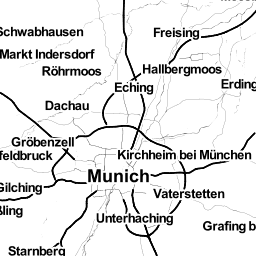 Schwabhausen
Freising
Markt Indersdorf
Röhrmoos
Hallbergmoos
Eching
Erding
Dachau
Gröbenzell
feldbruck
Kirchheim bei München
Munich
Gilching
Vaterstetten
Unterhaching
Grafing b
Starnberg